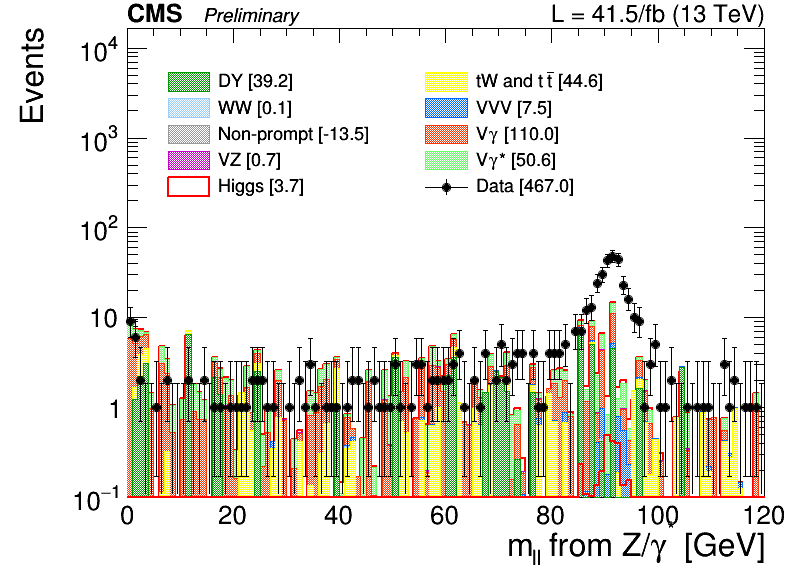 CMS Preliminary L = 41.5/fb (13 TeV)
Events
DY [39.2]
WW [0.1]
Non-prompt [-13.5]
VZ [0.7]
Higgs [3.7]
tW and tt̅ [44.6]
VVV [7.5]
Vγ [110.0]
Vγ* [50.6]
Data [467.0]
10⁴
10³
10²
10
1
10⁻¹
0 20 40 60 80 100 120
m_ll from Z/γ* [GeV]